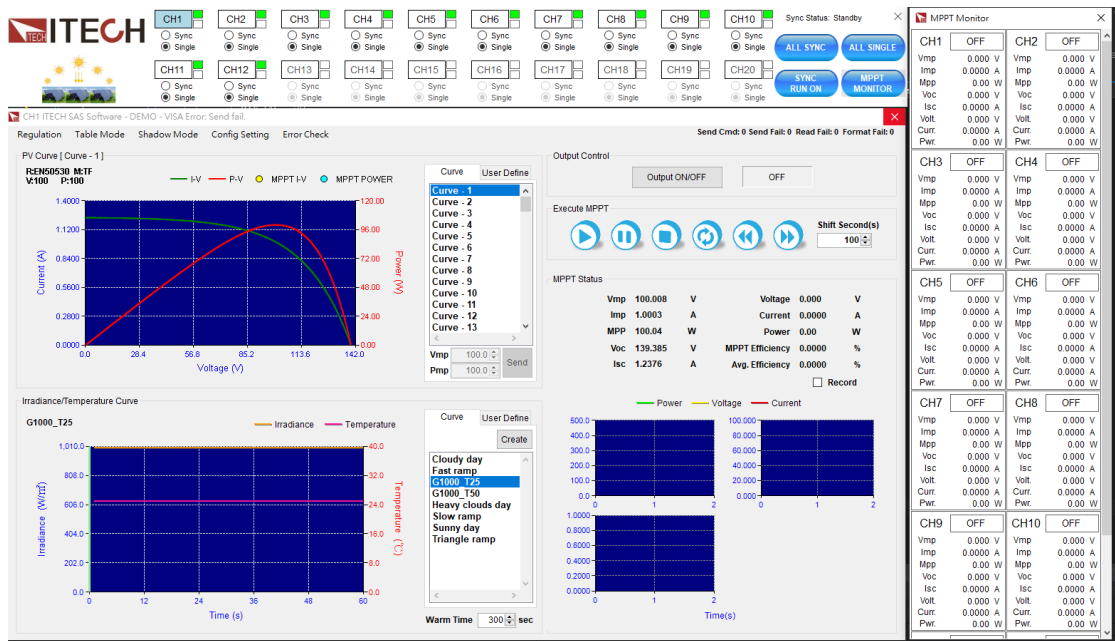 ITECH
CH1 CH2 CH3 CH4 CH5 CH6 CH7 CH8 CH9 CH10 Sync Status: Standby
Sync Sync Sync Sync Sync Sync Sync Sync Sync Sync
Single Single Single Single Single Single Single Single Single Single
ALL SYNC ALL SINGLE
CH11 CH12 CH13 CH14 CH15 CH16 CH17 CH18 CH19 CH20
Sync Sync Sync Sync Sync Sync Sync Sync Sync Sync
Single Single Single Single Single Single Single Single Single Single
SYNC RUN ON
MPPT MONITOR
CH1 ITECH SAS Software - DEMO - VISA Error: Send fail.
Regulation Table Mode Shadow Mode Config Setting Error Check
Send Cmd: 0 Send Fail: 0 Read Fail: 0 Format Fail: 0
PV Curve [ Curve - 1 ]
R:EN50530 M:TF
V:100 P:100
I-V P-V MPPT I-V MPPT POWER
1.4000 120.00
1.1200 96.00
0.8400 72.00
0.5600 48.00
0.2800 24.00
0.0000 0.00
Current (A)
Power (W)
0.0 28.4 56.8 85.2 113.6 142.0
Voltage (V)
Curve User Define
Curve - 1
Curve - 2
Curve - 3
Curve - 4
Curve - 5
Curve - 6
Curve - 7
Curve - 8
Curve - 9
Curve - 10
Curve - 11
Curve - 12
Curve - 13
Vmp 100.0
Pmp 100.0
Send
Output Control
Output ON/OFF OFF
Execute MPPT
Shift Second(s)
100
MPPT Status
Vmp 100.008 V Voltage 0.000 V
Imp 1.0003 A Current 0.0000 A
MPP 100.04 W Power 0.00 W
Voc 139.385 V MPPT Efficiency 0.0000 %
Isc 1.2376 A Avg. Efficiency 0.0000 %
Record
Irradiance/Temperature Curve
G1000_T25
Irradiance Temperature
1,010.0 40.0
808.0 32.0
606.0 24.0
404.0 16.0
202.0 8.0
0.0 0.0
Irradiance (W/㎡)
Temperature (℃)
0 12 24 36 48 60
Time (s)
Curve User Define
Create
Cloudy day
Fast ramp
G1000_T25
G1000_T50
Heavy clouds day
Slow ramp
Sunny day
Triangle ramp
Warm Time 300 sec
Power Voltage Current
500.0 100.000
400.0 80.000
300.0 60.000
200.0 40.000
100.0 20.000
0.0 0.000
0 1 2 0 1 2
1.0000
0.8000
0.6000
0.4000
0.2000
0.0000
0 1 2
Time(s)
MPPT Monitor
CH1 OFF CH2 OFF
Vmp 0.000 V Vmp 0.000 V
Imp 0.0000 A Imp 0.0000 A
Mpp 0.00 W Mpp 0.00 W
Voc 0.000 V Voc 0.000 V
Isc 0.0000 A Isc 0.0000 A
Volt. 0.000 V Volt. 0.000 V
Curr. 0.0000 A Curr. 0.0000 A
Pwr. 0.00 W Pwr. 0.00 W
CH3 OFF CH4 OFF
Vmp 0.000 V Vmp 0.000 V
Imp 0.0000 A Imp 0.0000 A
Mpp 0.00 W Mpp 0.00 W
Voc 0.000 V Voc 0.000 V
Isc 0.0000 A Isc 0.0000 A
Volt. 0.000 V Volt. 0.000 V
Curr. 0.0000 A Curr. 0.0000 A
Pwr. 0.00 W Pwr. 0.00 W
CH5 OFF CH6 OFF
Vmp 0.000 V Vmp 0.000 V
Imp 0.0000 A Imp 0.0000 A
Mpp 0.00 W Mpp 0.00 W
Voc 0.000 V Voc 0.000 V
Isc 0.0000 A Isc 0.0000 A
Volt. 0.000 V Volt. 0.000 V
Curr. 0.0000 A Curr. 0.0000 A
Pwr. 0.00 W Pwr. 0.00 W
CH7 OFF CH8 OFF
Vmp 0.000 V Vmp 0.000 V
Imp 0.0000 A Imp 0.0000 A
Mpp 0.00 W Mpp 0.00 W
Voc 0.000 V Voc 0.000 V
Isc 0.0000 A Isc 0.0000 A
Volt. 0.000 V Volt. 0.000 V
Curr. 0.0000 A Curr. 0.0000 A
Pwr. 0.00 W Pwr. 0.00 W
CH9 OFF CH10 OFF
Vmp 0.000 V Vmp 0.000 V
Imp 0.0000 A Imp 0.0000 A
Mpp 0.00 W Mpp 0.00 W
Voc 0.000 V Voc 0.000 V
Isc 0.0000 A Isc 0.0000 A
Volt. 0.000 V Volt. 0.000 V
Curr. 0.0000 A Curr. 0.0000 A
Pwr. 0.00 W Pwr. 0.00 W